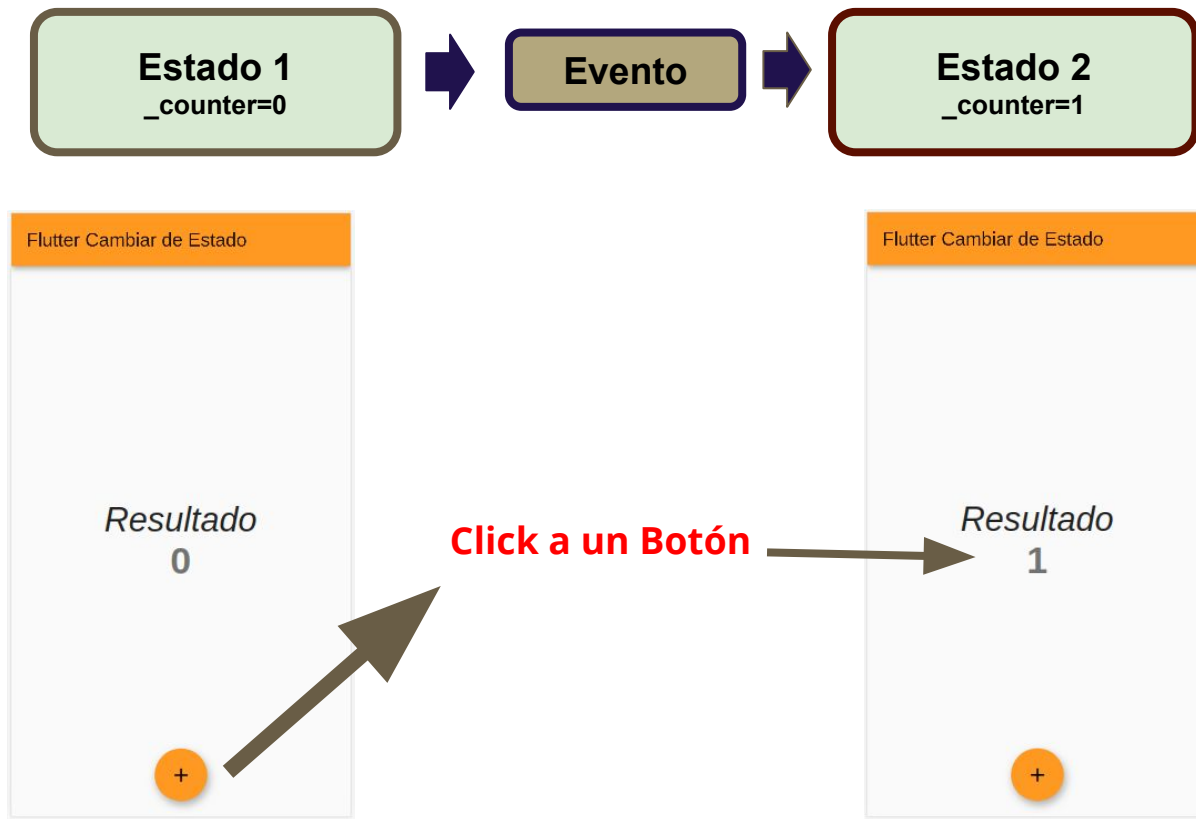 Estado 1
_counter=0
Evento
Estado 2
_counter=1
Flutter Cambiar de Estado
Resultado
0
+
Click a un Botón
Flutter Cambiar de Estado
Resultado
1
+